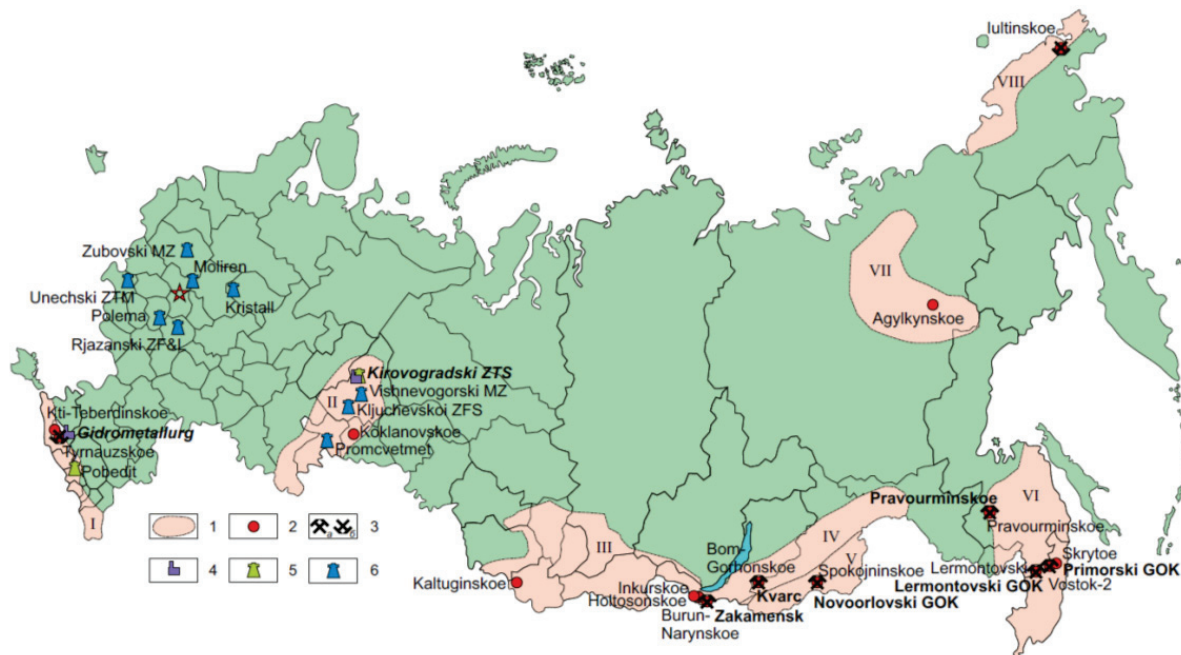 Iultinskoe
VIII
Zubovski MZ
Moliren
Unechski ZTM
Kristall
Polema
Rjazanski ZF&L
VII
Agylkynskoe
Kirovogradski ZTS
Vishnevogorski MZ
II
Kljuchevskoi ZFS
Kti-Teberdinskoe
Gidrometallurg
Koklanovskoe
Tyrnauzskoe
Promcvetmet
Pobedit
I
1
2
a
б
3
4
5
6
Pravourminskoe
VI
Pravourminskoe
III
IV
Bom-
Gorhonskoe
V
Spokojninskoe
Skrytoe
Lermontovski
Primorski GOK
Kaltuginskoe
Inkurskoe
Kvarc
Lermontovski GOK
Vostok-2
Holtosonskoe
Novoorlovski GOK
Burun-
Narynskoe
Zakamensk